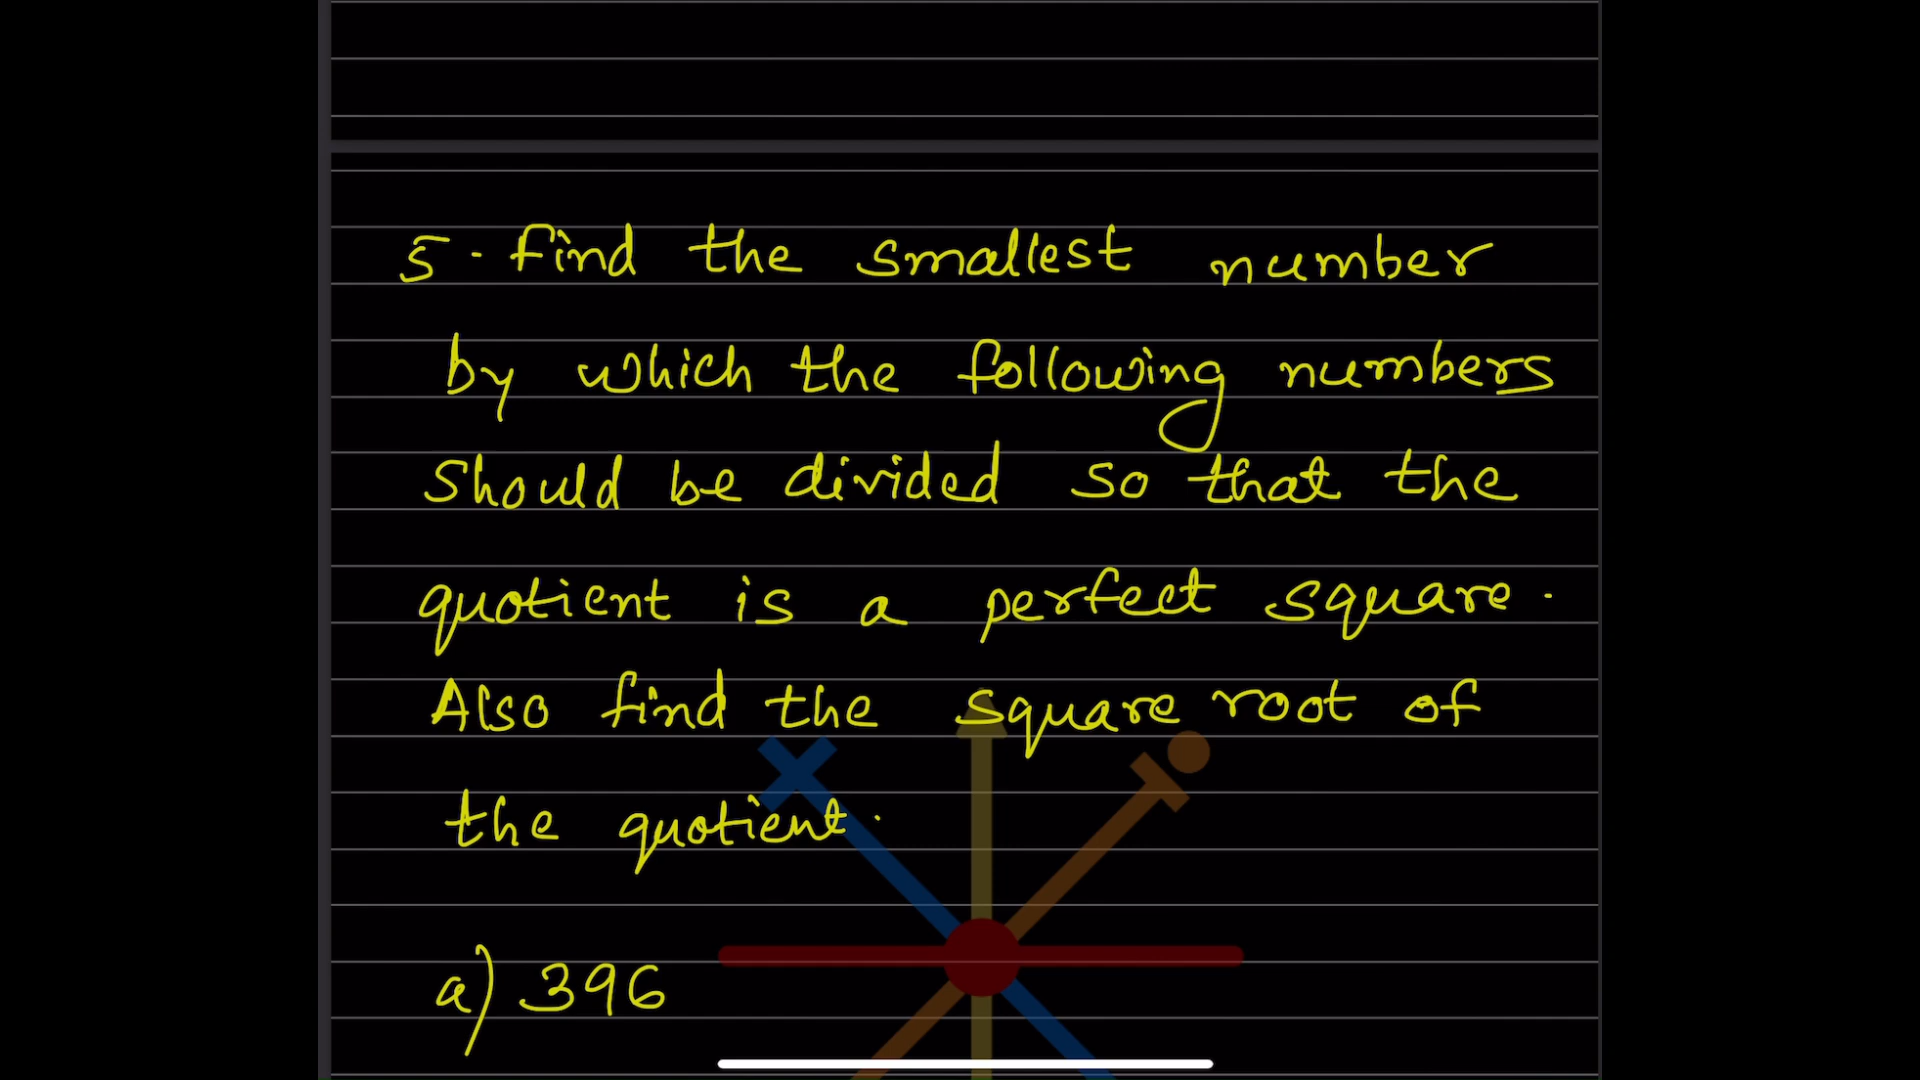 5. find the smallest number
by which the following numbers
should be divided so that the
quotient is a perfect square.
Also find the square root of
the quotient.
a) 396